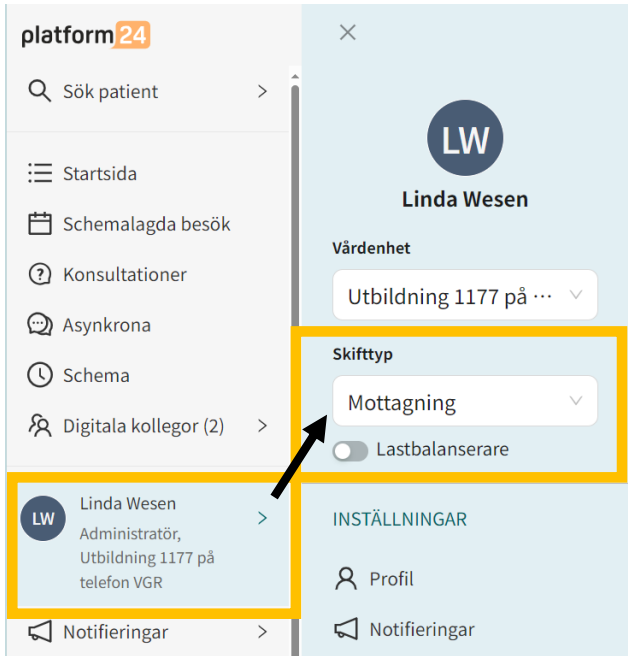 platform24
Sök patient
Startsida
Schemalagda besök
Konsultationer
Asynkrona
Schema
Digitala kollegor (2)
LW
Linda Wesen
Administratör,
Utbildning 1177 på
telefon VGR
Notifieringar
LW
Linda Wesen
Vårdenhet
Utbildning 1177 på ···
Skifttyp
Mottagning
Lastbalanserare
INSTÄLLNINGAR
Profil
Notifieringar